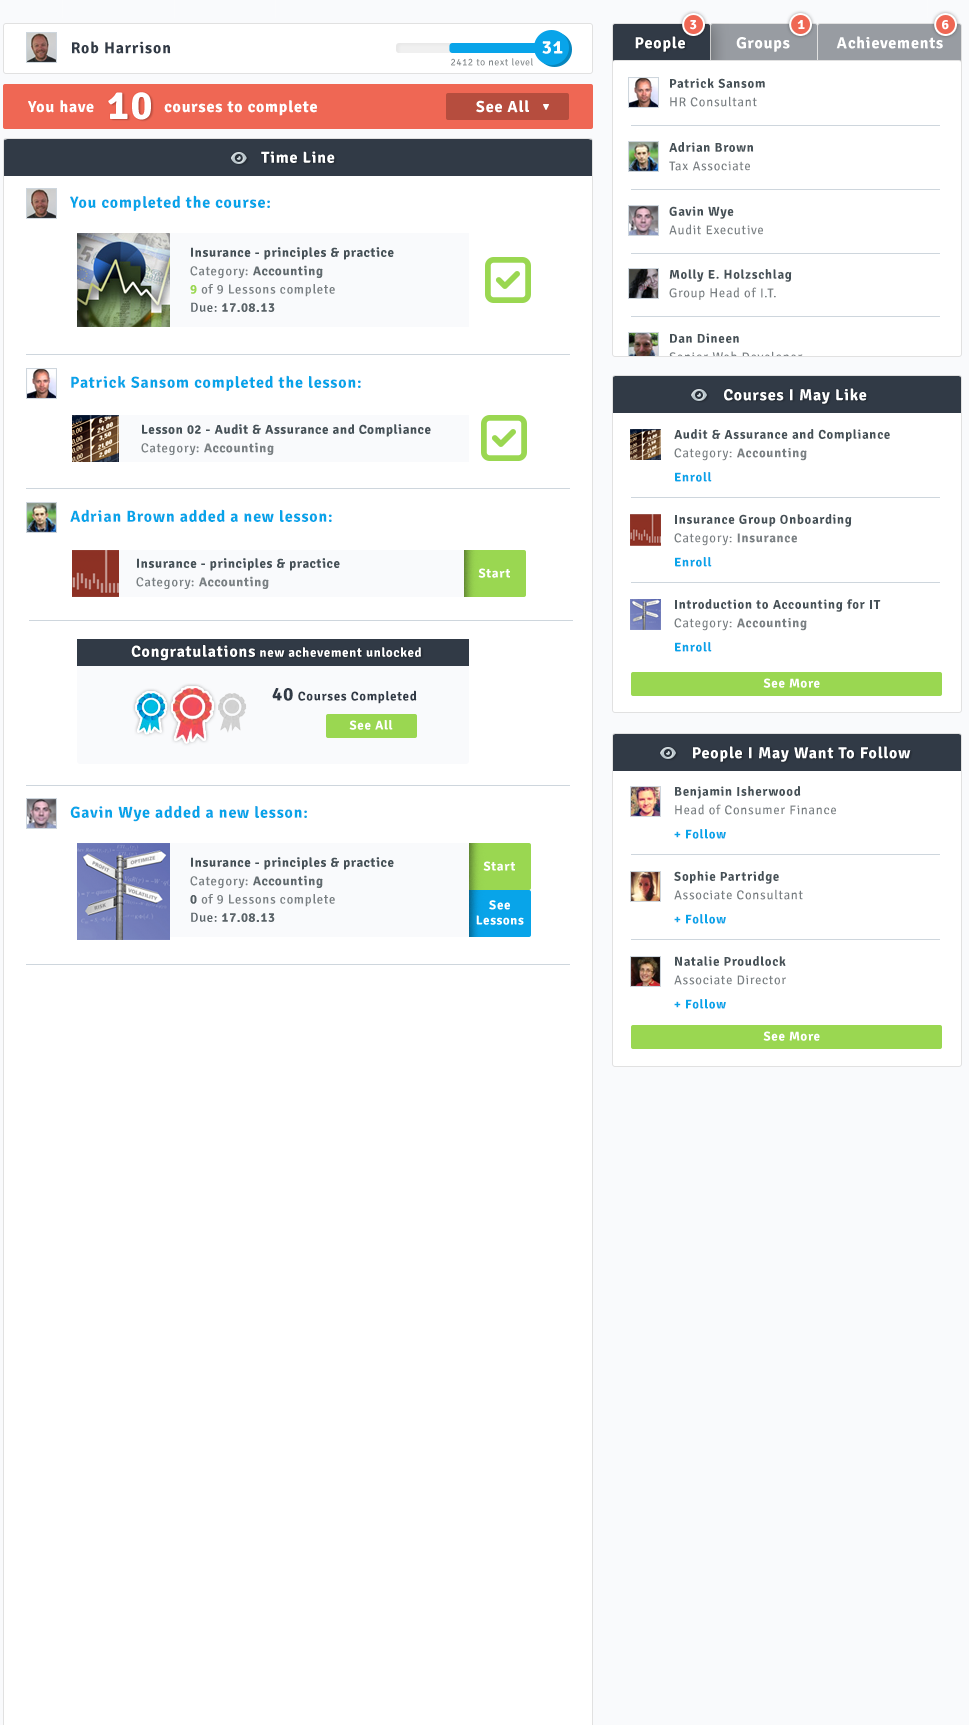 Rob Harrison
31
2412 to next level
You have 10 courses to complete
See All ▼
Time Line
You completed the course:
Insurance - principles & practice
Category: Accounting
9 of 9 Lessons complete
Due: 17.08.13
Patrick Sansom completed the lesson:
Lesson 02 - Audit & Assurance and Compliance
Category: Accounting
Adrian Brown added a new lesson:
Insurance - principles & practice
Category: Accounting
Start
Congratulations new achevement unlocked
40 Courses Completed
See All
Gavin Wye added a new lesson:
PROFIT
OPTIMIZE
VOLATILITY
RISK
Insurance - principles & practice
Category: Accounting
0 of 9 Lessons complete
Due: 17.08.13
Start
See
Lessons
3
1
6
People
Groups
Achievements
Patrick Sansom
HR Consultant
Adrian Brown
Tax Associate
Gavin Wye
Audit Executive
Molly E. Holzschlag
Group Head of I.T.
Dan Dineen
Senior Web Developer
Courses I May Like
Audit & Assurance and Compliance
Category: Accounting
Enroll
Insurance Group Onboarding
Category: Insurance
Enroll
Introduction to Accounting for IT
Category: Accounting
Enroll
See More
People I May Want To Follow
Benjamin Isherwood
Head of Consumer Finance
+ Follow
Sophie Partridge
Associate Consultant
+ Follow
Natalie Proudlock
Associate Director
+ Follow
See More